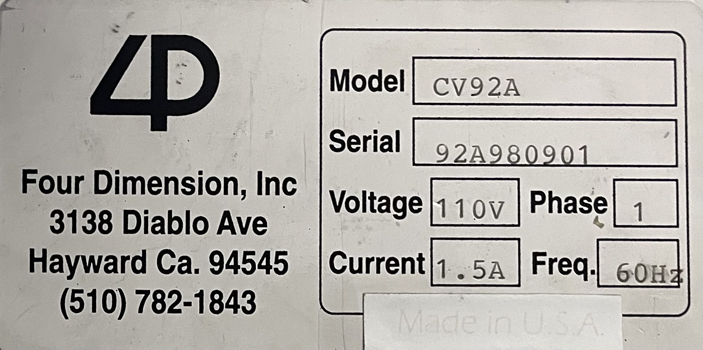 4D
Four Dimension, Inc
3138 Diablo Ave
Hayward Ca. 94545
(510) 782-1843
Model CV92A
Serial 92A980901
Voltage 110V Phase 1
Current 1.5A Freq. 60Hz
Made in U.S.A.